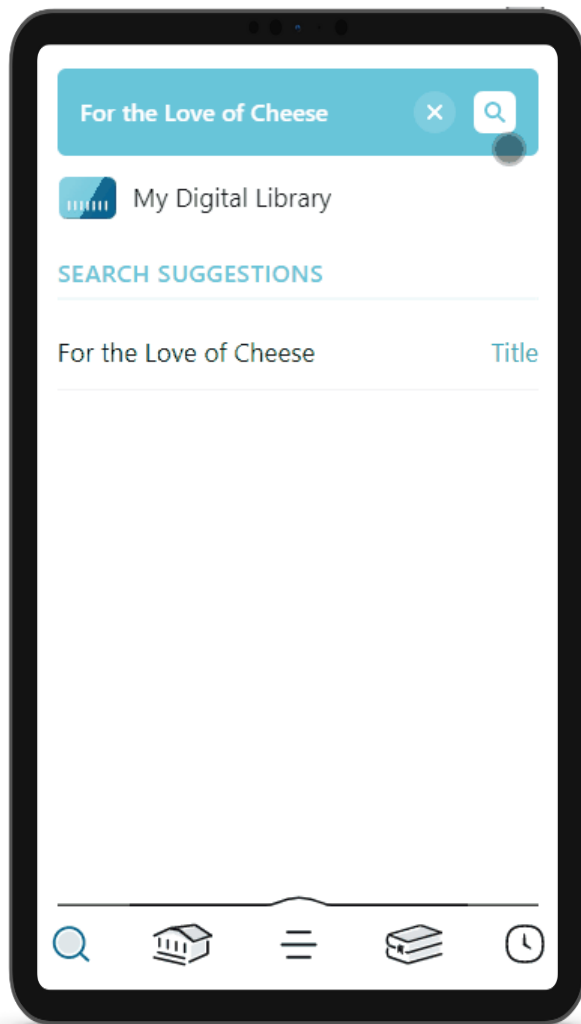 For the Love of Cheese
My Digital Library
SEARCH SUGGESTIONS
For the Love of Cheese Title